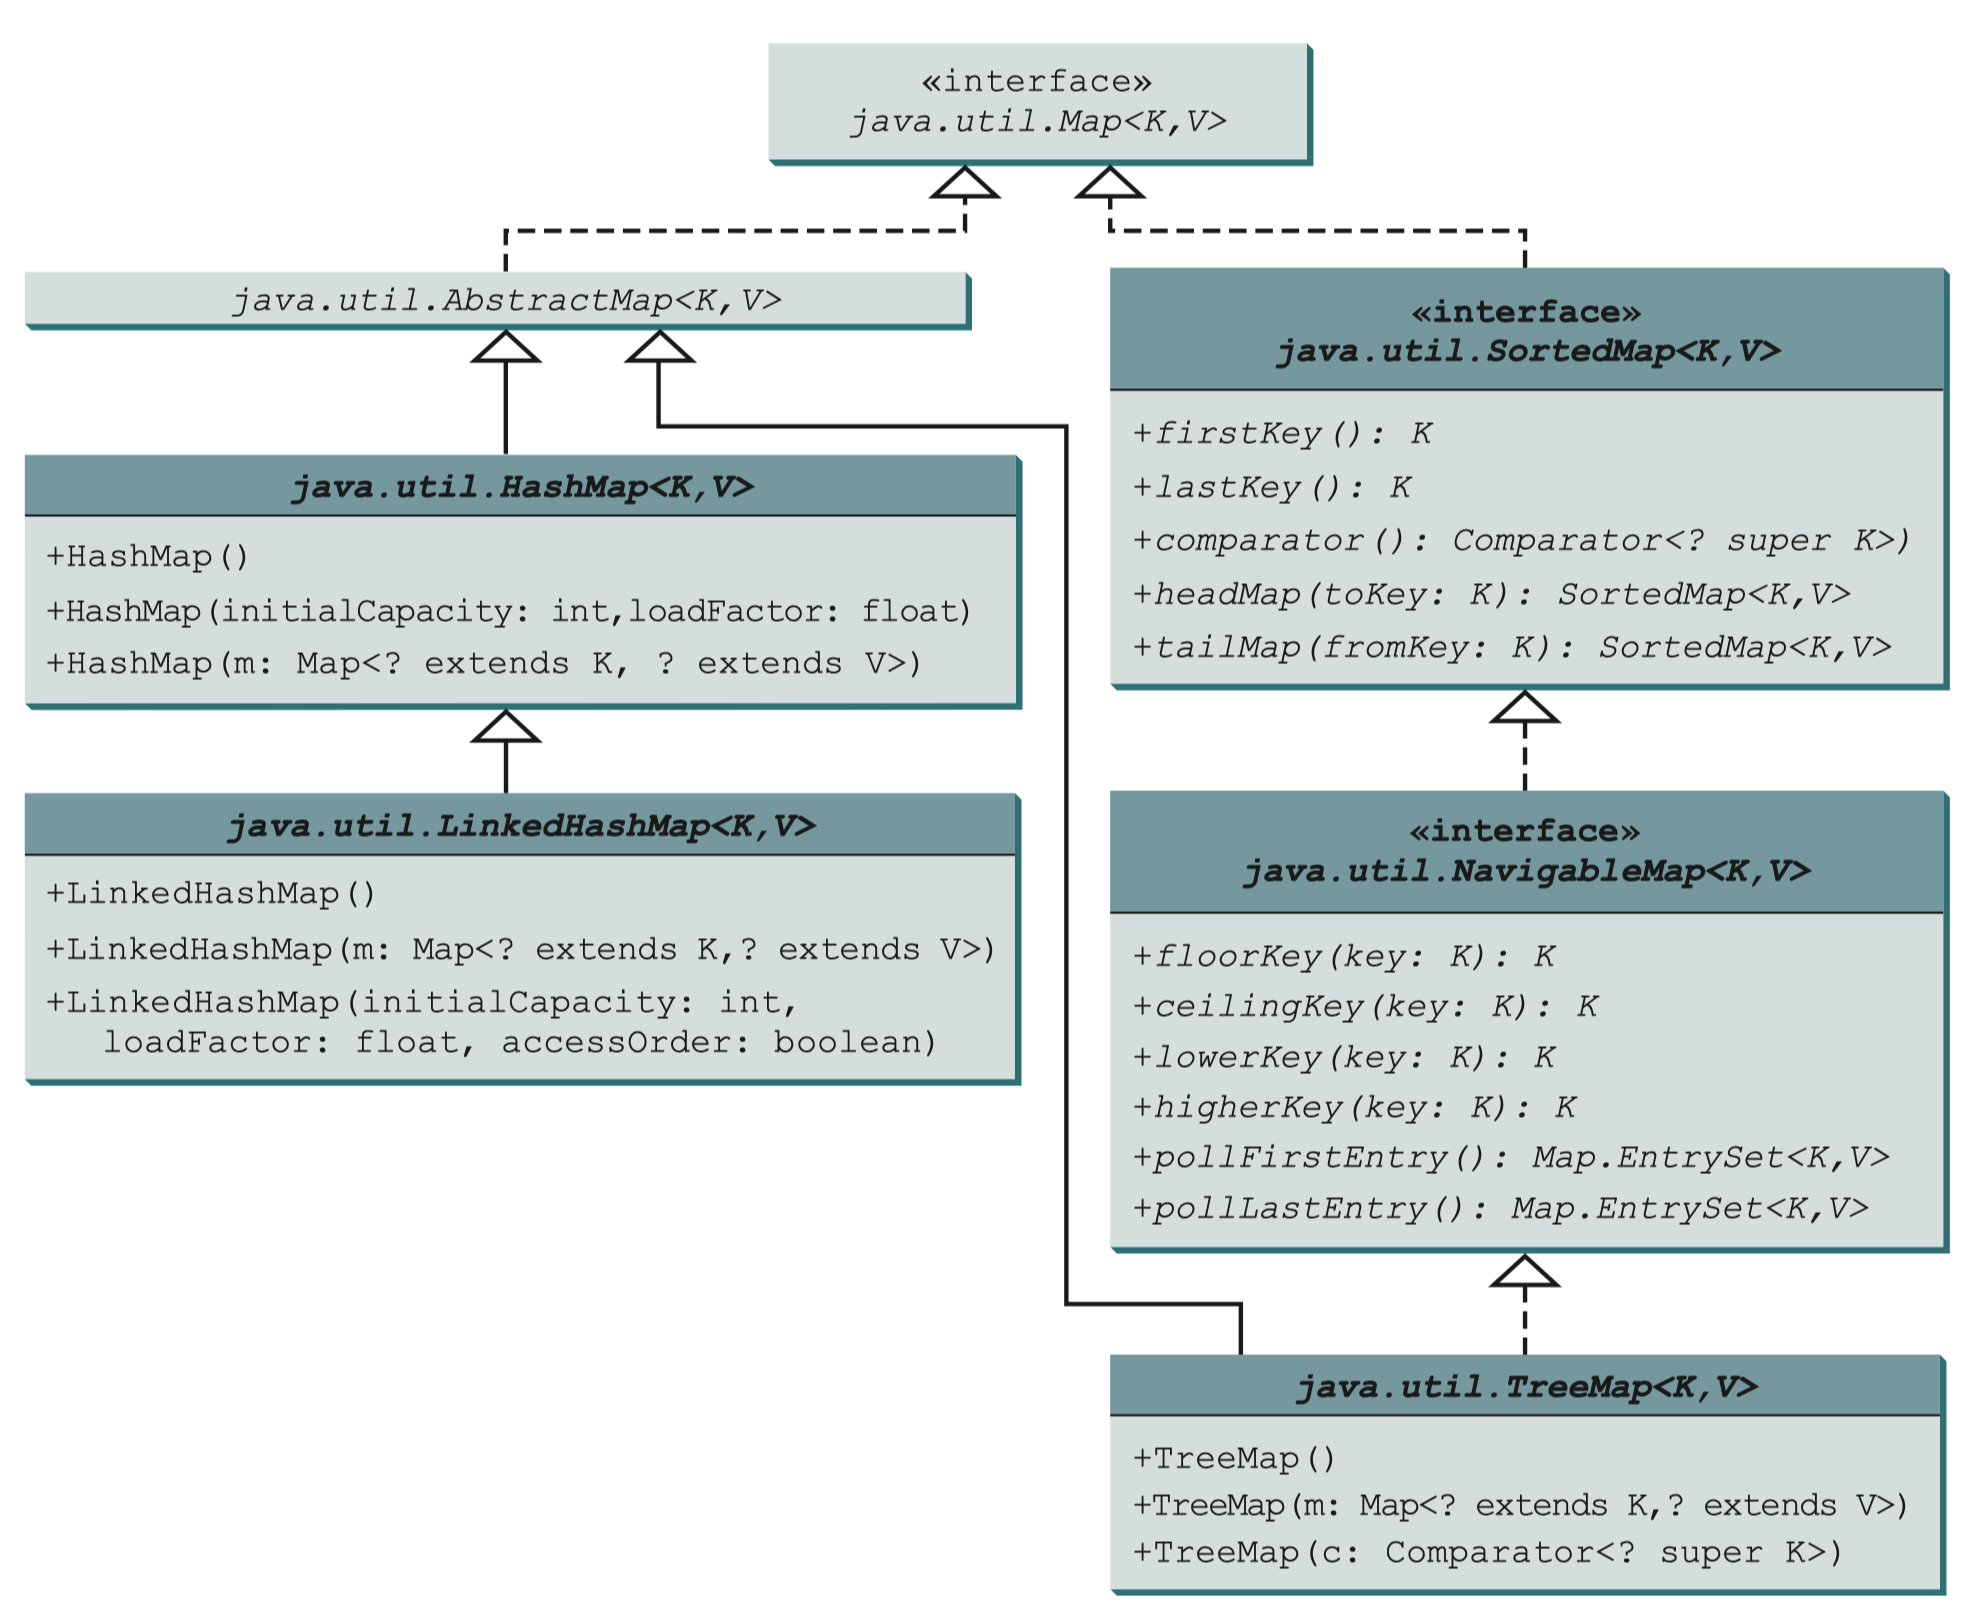 «interface»
java.util.Map<K,V>
java.util.AbstractMap<K,V>
«interface»
java.util.SortedMap<K,V>
+firstKey(): K
+lastKey(): K
+comparator(): Comparator<? super K>)
+headMap(toKey: K): SortedMap<K,V>
+tailMap(fromKey: K): SortedMap<K,V>
java.util.HashMap<K,V>
+HashMap()
+HashMap(initialCapacity: int,loadFactor: float)
+HashMap(m: Map<? extends K, ? extends V>)
java.util.LinkedHashMap<K,V>
+LinkedHashMap()
+LinkedHashMap(m: Map<? extends K,? extends V>)
+LinkedHashMap(initialCapacity: int,
loadFactor: float, accessOrder: boolean)
«interface»
java.util.NavigableMap<K,V>
+floorKey(key: K): K
+ceilingKey(key: K): K
+lowerKey(key: K): K
+higherKey(key: K): K
+pollFirstEntry(): Map.EntrySet<K,V>
+pollLastEntry(): Map.EntrySet<K,V>
java.util.TreeMap<K,V>
+TreeMap()
+TreeMap(m: Map<? extends K,? extends V>)
+TreeMap(c: Comparator<? super K>)